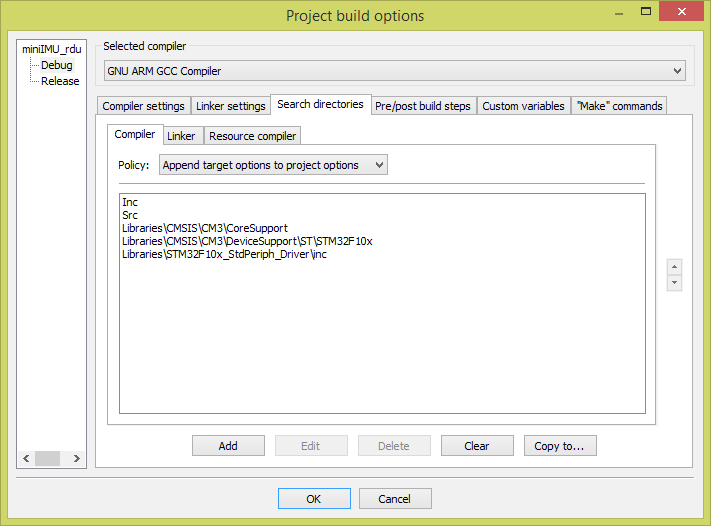 Project build options
miniIMU_rdu
Debug
Release
Selected compiler
GNU ARM GCC Compiler
Compiler settings Linker settings Search directories Pre/post build steps Custom variables "Make" commands
Compiler Linker Resource compiler
Policy: Append target options to project options
Inc
Src
Libraries\CMSIS\CM3\CoreSupport
Libraries\CMSIS\CM3\DeviceSupport\ST\STM32F10x
Libraries\STM32F10x_StdPeriph_Driver\inc
Add Edit Delete Clear Copy to...
OK Cancel